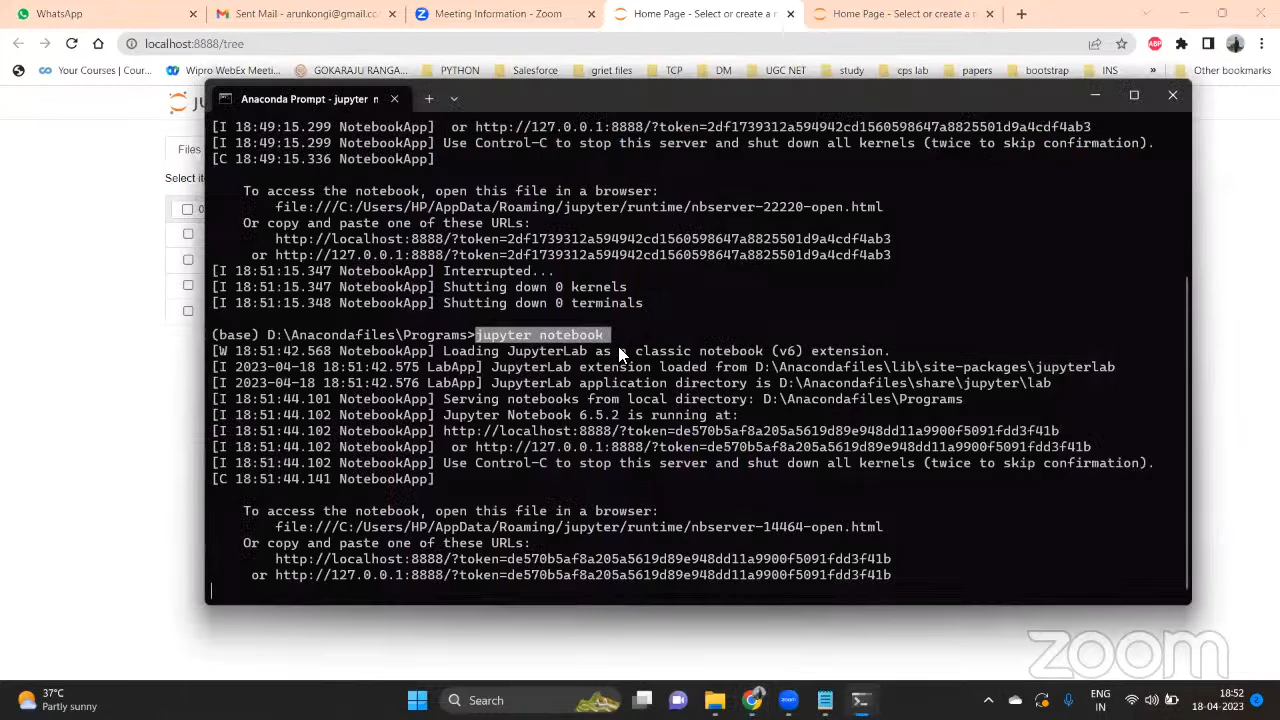 WhatsApp
Sent Mail - arunkongi@gmail.cc
Meeting Information - Zoom
Home Page - Select or create a n
Home Page - Select or create a n
localhost:8888/tree
ABP
Your Courses | Cour...
Wipro WebEx Meeti...
GOKARAJU RANGA...
PYTHON
Salesforce
griet files
TCP
DM
UGC NET
study
cps lab
papers
bootstrap
INS
»
Other bookmarks
Anaconda Prompt - jupyter n
Files
Select ite
[I 18:49:15.299 NotebookApp]  or http://127.0.0.1:8888/?token=2df1739312a594942cd1560598647a8825501d9a4cdf4ab3
[I 18:49:15.299 NotebookApp] Use Control-C to stop this server and shut down all kernels (twice to skip confirmation).
[C 18:49:15.336 NotebookApp]
To access the notebook, open this file in a browser:
file:///C:/Users/HP/AppData/Roaming/jupyter/runtime/nbserver-22220-open.html
Or copy and paste one of these URLs:
http://localhost:8888/?token=2df1739312a594942cd1560598647a8825501d9a4cdf4ab3
or http://127.0.0.1:8888/?token=2df1739312a594942cd1560598647a8825501d9a4cdf4ab3
[I 18:51:15.347 NotebookApp] Interrupted...
[I 18:51:15.347 NotebookApp] Shutting down 0 kernels
[I 18:51:15.348 NotebookApp] Shutting down 0 terminals
(base) D:\Anacondafiles\Programs>jupyter notebook
[W 18:51:42.568 NotebookApp] Loading JupyterLab as a classic notebook (v6) extension.
[I 2023-04-18 18:51:42.575 LabApp] JupyterLab extension loaded from D:\Anacondafiles\lib\site-packages\jupyterlab
[I 2023-04-18 18:51:42.576 LabApp] JupyterLab application directory is D:\Anacondafiles\share\jupyter\lab
[I 18:51:44.101 NotebookApp] Serving notebooks from local directory: D:\Anacondafiles\Programs
[I 18:51:44.102 NotebookApp] Jupyter Notebook 6.5.2 is running at:
[I 18:51:44.102 NotebookApp] http://localhost:8888/?token=de570b5af8a205a5619d89e948dd11a9900f5091fdd3f41b
[I 18:51:44.102 NotebookApp]  or http://127.0.0.1:8888/?token=de570b5af8a205a5619d89e948dd11a9900f5091fdd3f41b
[I 18:51:44.102 NotebookApp] Use Control-C to stop this server and shut down all kernels (twice to skip confirmation).
[C 18:51:44.141 NotebookApp]
To access the notebook, open this file in a browser:
file:///C:/Users/HP/AppData/Roaming/jupyter/runtime/nbserver-14464-open.html
Or copy and paste one of these URLs:
http://localhost:8888/?token=de570b5af8a205a5619d89e948dd11a9900f5091fdd3f41b
or http://127.0.0.1:8888/?token=de570b5af8a205a5619d89e948dd11a9900f5091fdd3f41b
zoom
37°C
Partly sunny
Search
ENG
IN
18:52
18-04-2023
2